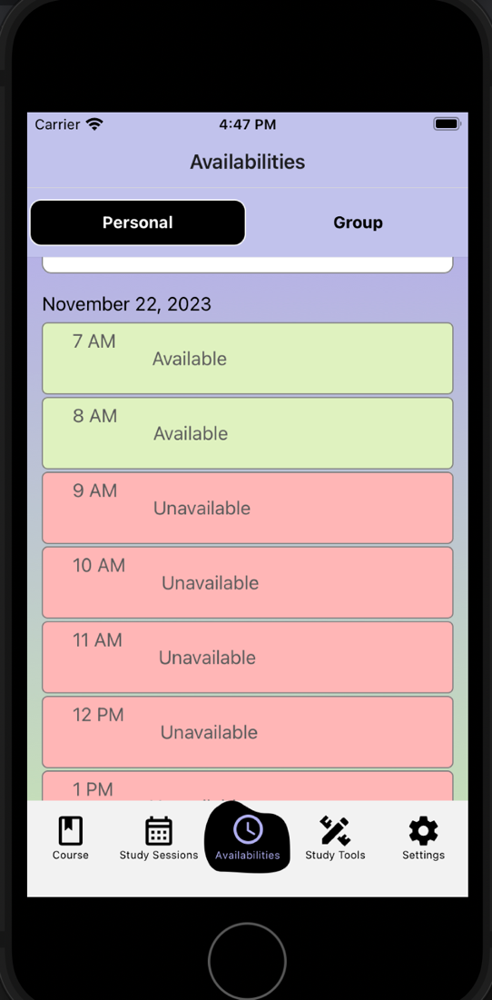 Carrier 4:47 PM
Availabilities
Personal Group
November 22, 2023
7 AM
Available
8 AM
Available
9 AM
Unavailable
10 AM
Unavailable
11 AM
Unavailable
12 PM
Unavailable
1 PM
Course Study Sessions Availabilities Study Tools Settings